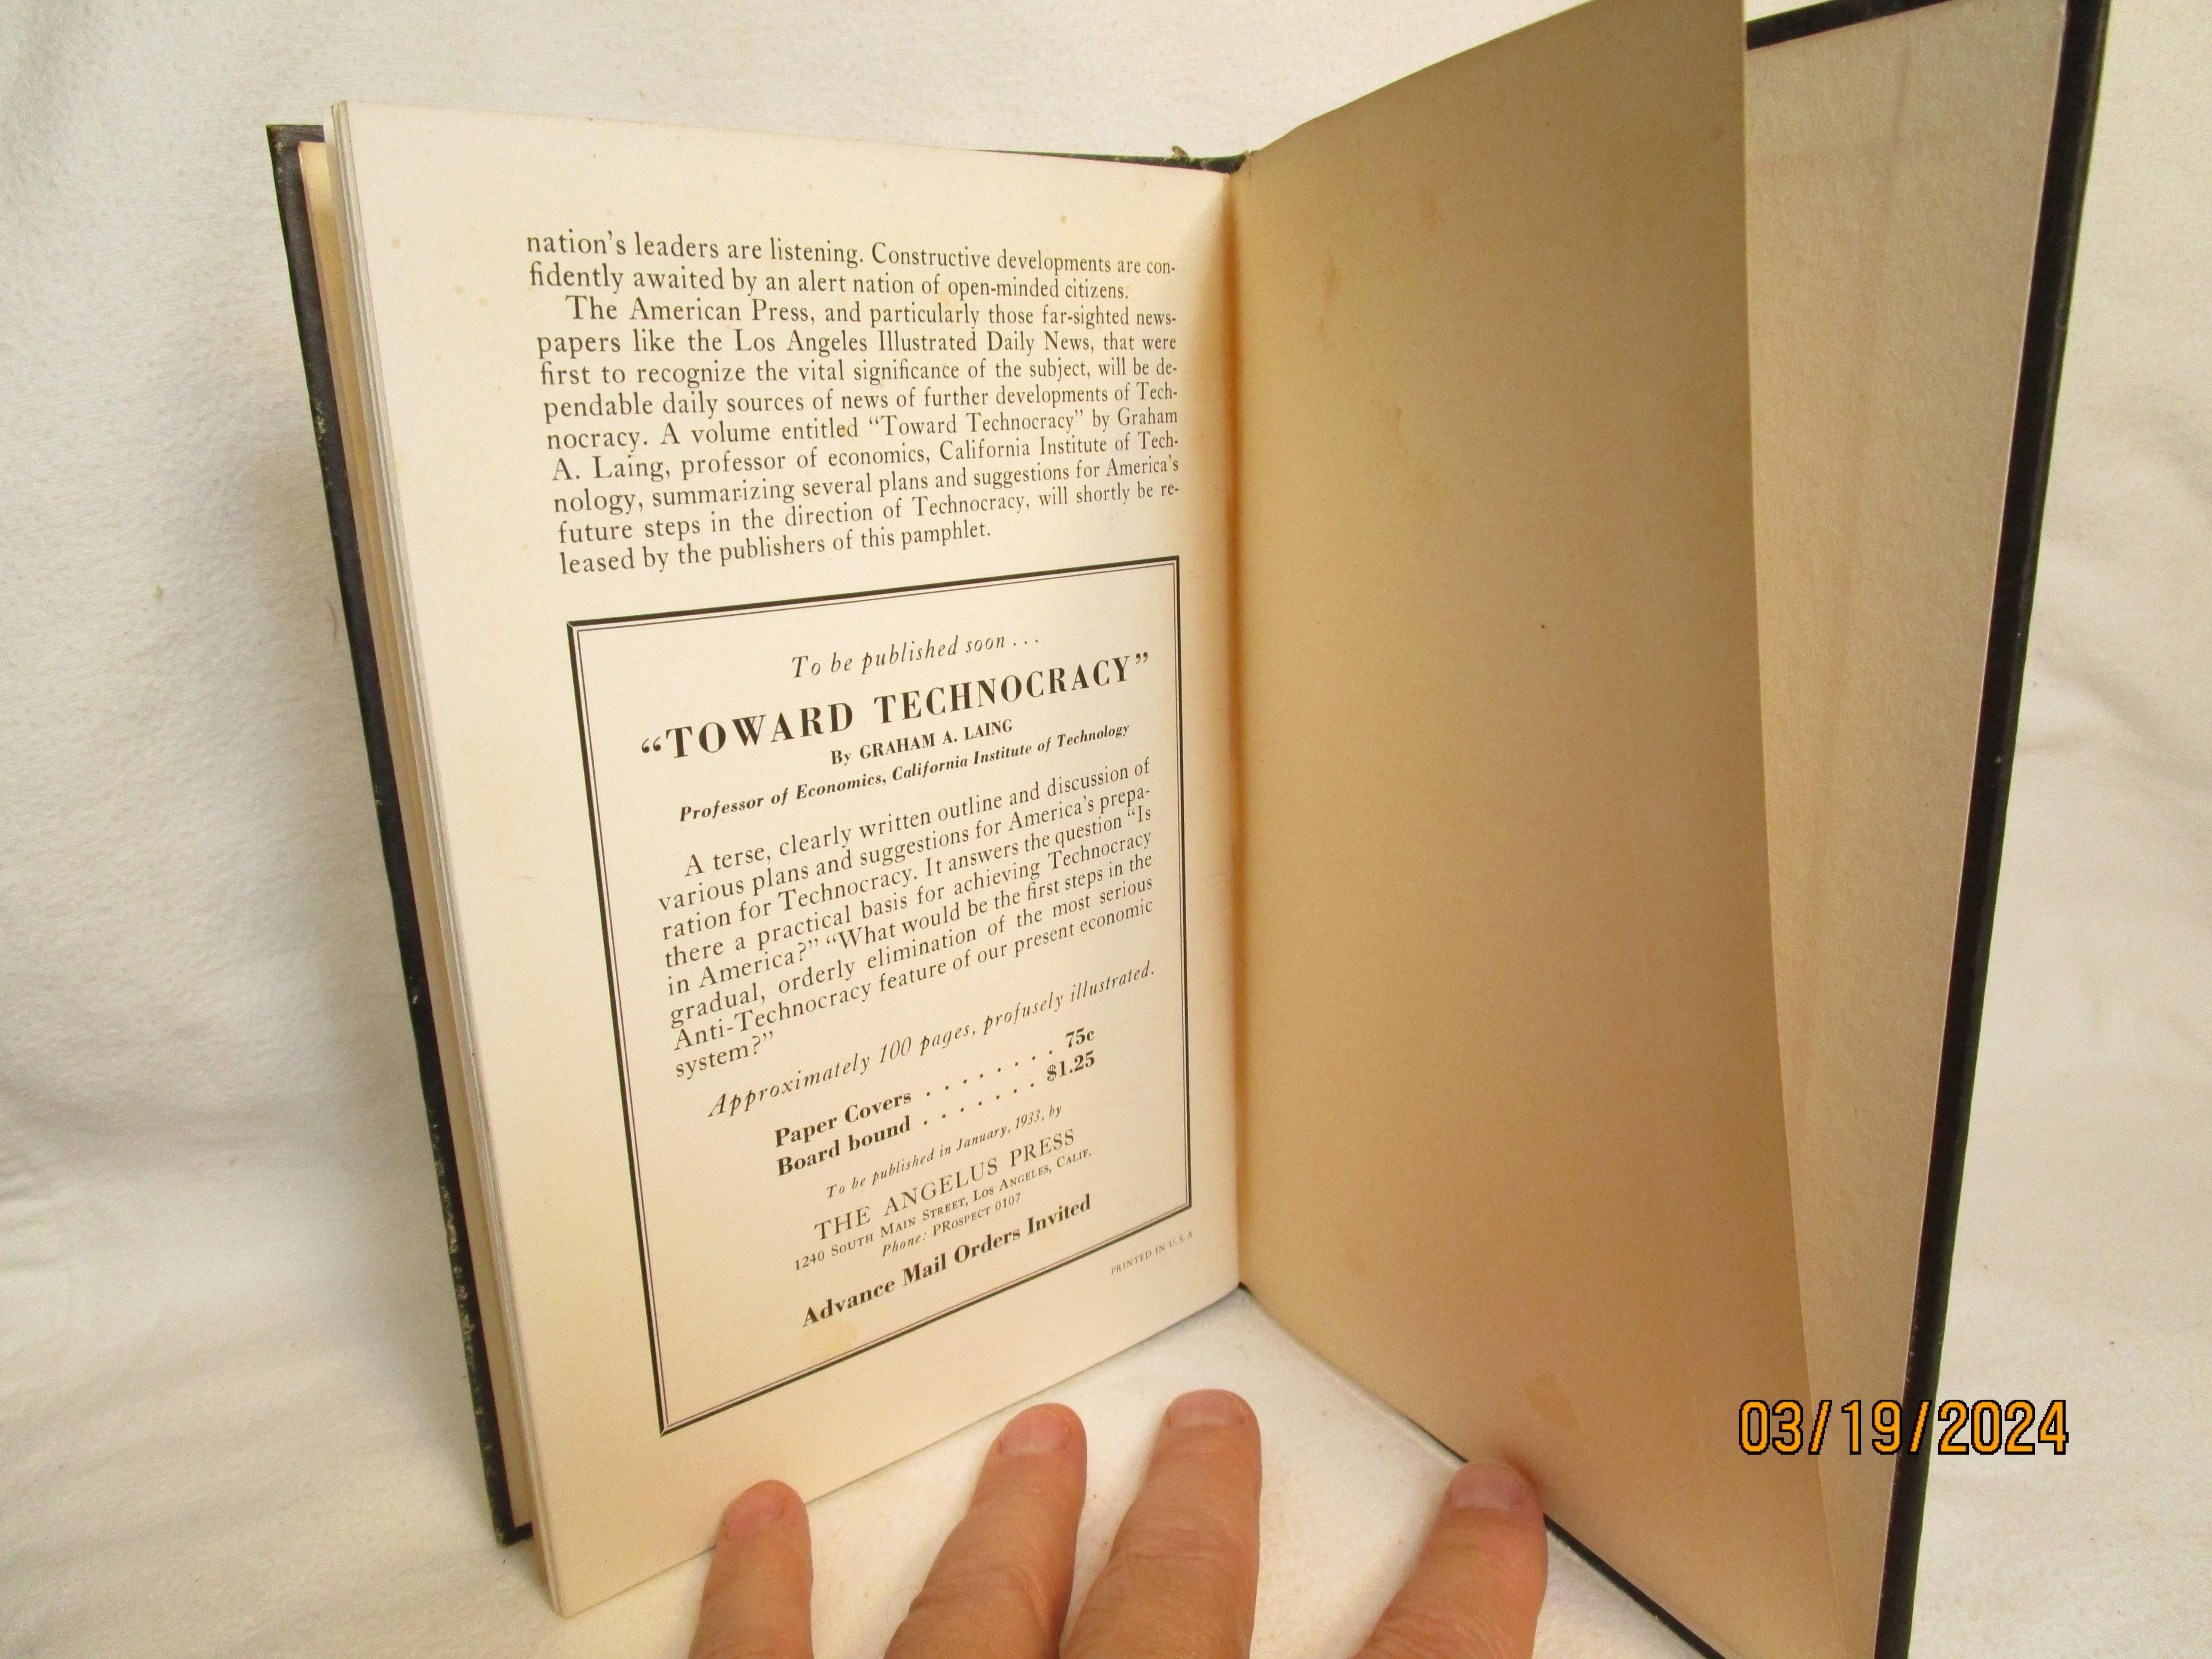 nation's leaders are listening. Constructive developments are con-
fidently awaited by an alert nation of open-minded citizens.
The American Press, and particularly those far-sighted news-
papers like the Los Angeles Illustrated Daily News, that were
first to recognize the vital significance of the subject, will be de-
pendable daily sources of news of further developments of Tech-
nocracy. A volume entitled “Toward Technocracy” by Graham
A. Laing, professor of economics, California Institute of Tech-
nology, summarizing several plans and suggestions for America's
future steps in the direction of Technocracy, will shortly be re-
leased by the publishers of this pamphlet.
To be published soon . . .
“TOWARD TECHNOCRACY”
By GRAHAM A. LAING
Professor of Economics, California Institute of Technology
A terse, clearly written outline and discussion of
various plans and suggestions for America's prepa-
ration for Technocracy. It answers the question “Is
there a practical basis for achieving Technocracy
in America?” “What would be the first steps in the
gradual, orderly elimination of the most serious
Anti-Technocracy feature of our present economic
system?”
Approximately 100 pages, profusely illustrated.
Paper Covers . . . . . . . 75c
Board bound . . . . . . $1.25
To be published in January, 1933, by
THE ANGELUS PRESS
1240 SOUTH MAIN STREET, LOS ANGELES, CALIF.
Phone: PROSPECT 0107
Advance Mail Orders Invited
PRINTED IN U.S.A
03/19/2024